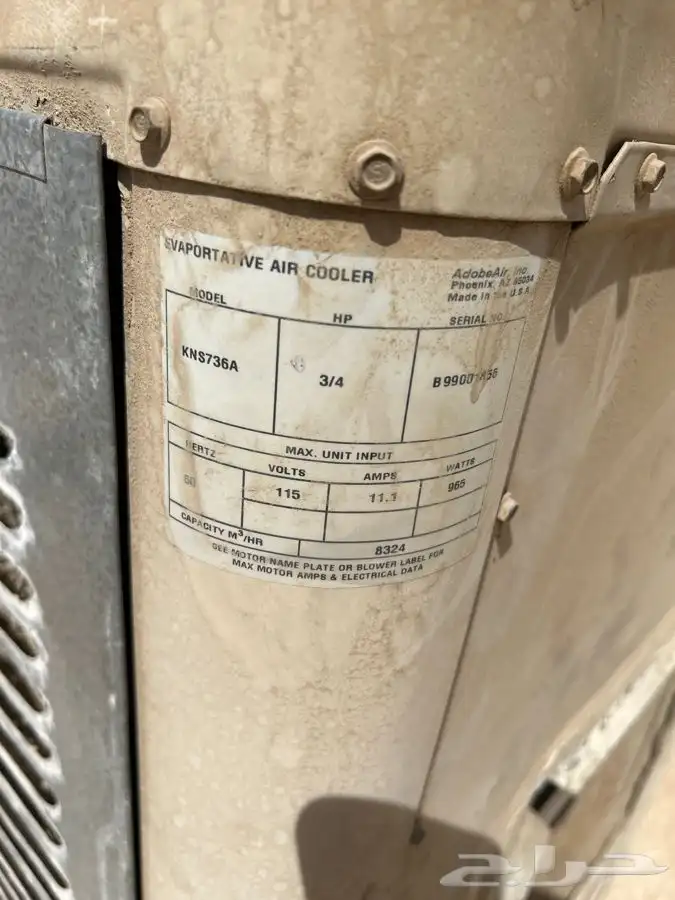 EVAPORTATIVE AIR COOLER
AdobeAir, Inc
Phoenix, AZ 85034
Made in The U.S.A.
MODEL HP SERIAL NO.
KNS736A 3/4
MAX. UNIT INPUT
HERTZ VOLTS AMPS WATTS
60 115 11.1 965
CAPACITY M³/HR 8324
SEE MOTOR NAME PLATE OR BLOWER LABEL FOR
MAX MOTOR AMPS & ELECTRICAL DATA
حراج